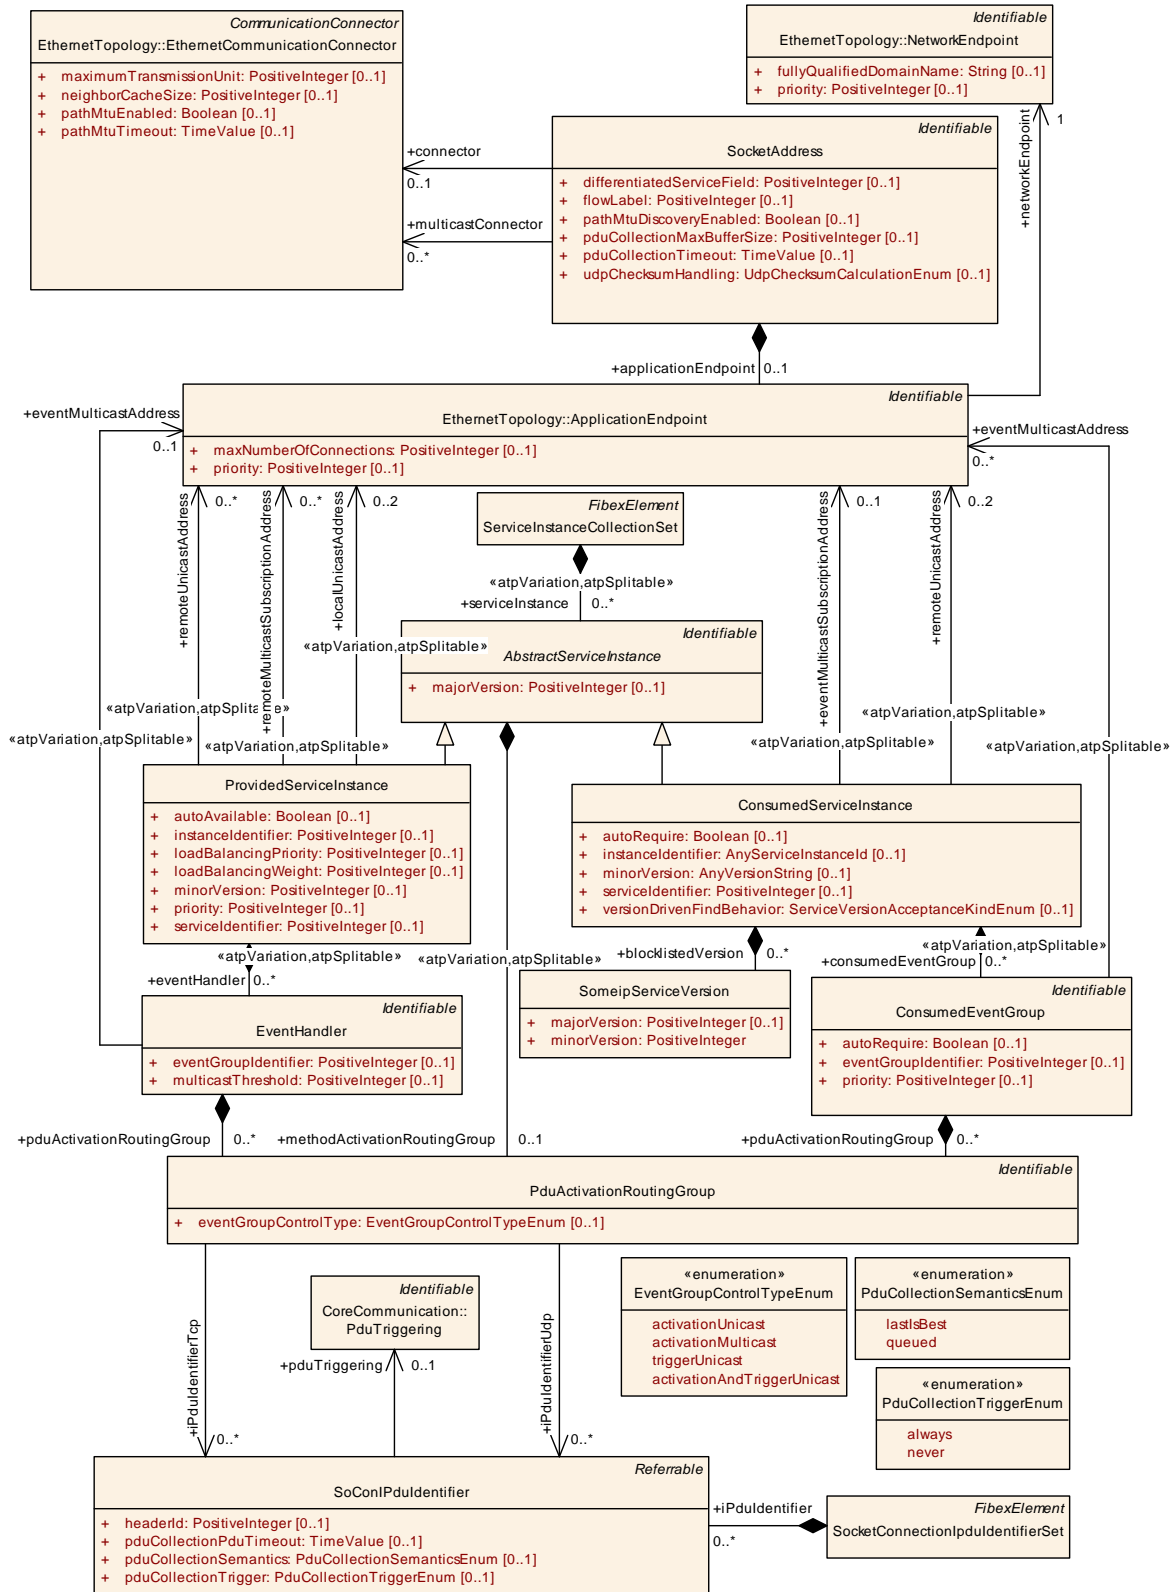 CommunicationConnector
EthernetTopology::EthernetCommunicationConnector
+ maximumTransmissionUnit: PositiveInteger [0..1]
+ neighborCacheSize: PositiveInteger [0..1]
+ pathMtuEnabled: Boolean [0..1]
+ pathMtuTimeout: TimeValue [0..1]
Identifiable
EthernetTopology::NetworkEndpoint
+ fullyQualifiedDomainName: String [0..1]
+ priority: PositiveInteger [0..1]
1
+networkEndpoint
Identifiable
SocketAddress
+ differentiatedServiceField: PositiveInteger [0..1]
+ flowLabel: PositiveInteger [0..1]
+ pathMtuDiscoveryEnabled: Boolean [0..1]
+ pduCollectionMaxBufferSize: PositiveInteger [0..1]
+ pduCollectionTimeout: TimeValue [0..1]
+ udpChecksumHandling: UdpChecksumCalculationEnum [0..1]
+connector
0..1
+multicastConnector
0..*
+applicationEndpoint 0..1
Identifiable
EthernetTopology::ApplicationEndpoint
+ maxNumberOfConnections: PositiveInteger [0..1]
+ priority: PositiveInteger [0..1]
+eventMulticastAddress
0..1
+eventMulticastAddress
0..*
0..*
+remoteUnicastAddress
0..*
+remoteMulticastSubscriptionAddress
0..2
+localUnicastAddress
0..1
+eventMulticastSubscriptionAddress
0..2
+remoteUnicastAddress
FibexElement
ServiceInstanceCollectionSet
«atpVariation,atpSplitable»
+serviceInstance 0..*
Identifiable
AbstractServiceInstance
+ majorVersion: PositiveInteger [0..1]
«atpVariation,atpSplitable»
«atpVariation,atpSplitable»
«atpVariation,atpSplitable»
«atpVariation,atpSplitable»
«atpVariation,atpSplitable»
«atpVariation,atpSplitable»
«atpVariation,atpSplitable»
ProvidedServiceInstance
+ autoAvailable: Boolean [0..1]
+ instanceIdentifier: PositiveInteger [0..1]
+ loadBalancingPriority: PositiveInteger [0..1]
+ loadBalancingWeight: PositiveInteger [0..1]
+ minorVersion: PositiveInteger [0..1]
+ priority: PositiveInteger [0..1]
+ serviceIdentifier: PositiveInteger [0..1]
ConsumedServiceInstance
+ autoRequire: Boolean [0..1]
+ instanceIdentifier: AnyServiceInstanceId [0..1]
+ minorVersion: AnyVersionString [0..1]
+ serviceIdentifier: PositiveInteger [0..1]
+ versionDrivenFindBehavior: ServiceVersionAcceptanceKindEnum [0..1]
«atpVariation,atpSplitable»
+eventHandler 0..*
«atpVariation,atpSplitable»
+blocklistedVersion 0..*
«atpVariation,atpSplitable»
+consumedEventGroup 0..*
Identifiable
EventHandler
+ eventGroupIdentifier: PositiveInteger [0..1]
+ multicastThreshold: PositiveInteger [0..1]
SomeipServiceVersion
+ majorVersion: PositiveInteger [0..1]
+ minorVersion: PositiveInteger
Identifiable
ConsumedEventGroup
+ autoRequire: Boolean [0..1]
+ eventGroupIdentifier: PositiveInteger [0..1]
+ priority: PositiveInteger [0..1]
+pduActivationRoutingGroup 0..*
+methodActivationRoutingGroup 0..1
+pduActivationRoutingGroup 0..*
Identifiable
PduActivationRoutingGroup
+ eventGroupControlType: EventGroupControlTypeEnum [0..1]
+iPduIdentifierTcp
0..*
+iPduIdentifierUdp
0..*
Identifiable
CoreCommunication::
PduTriggering
+pduTriggering 0..1
«enumeration»
EventGroupControlTypeEnum
activationUnicast
activationMulticast
triggerUnicast
activationAndTriggerUnicast
«enumeration»
PduCollectionSemanticsEnum
lastIsBest
queued
«enumeration»
PduCollectionTriggerEnum
always
never
Referrable
SoConIPduIdentifier
+ headerId: PositiveInteger [0..1]
+ pduCollectionPduTimeout: TimeValue [0..1]
+ pduCollectionSemantics: PduCollectionSemanticsEnum [0..1]
+ pduCollectionTrigger: PduCollectionTriggerEnum [0..1]
+iPduIdentifier
0..*
FibexElement
SocketConnectionIpduIdentifierSet